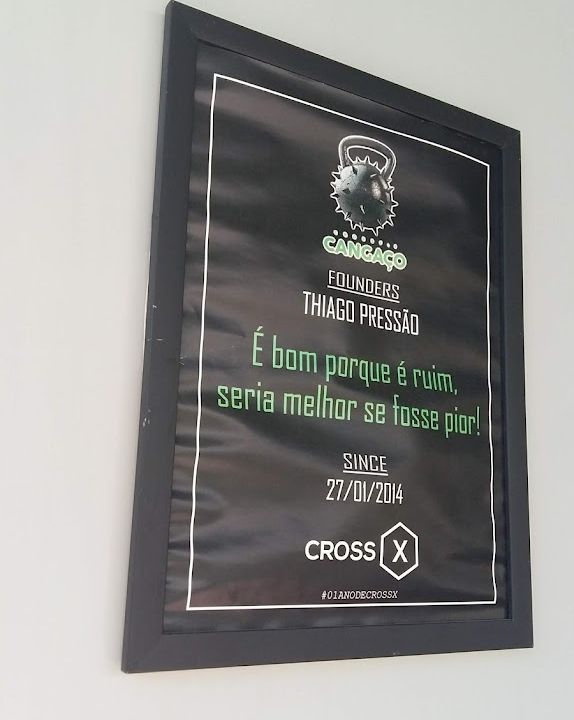 CANGAÇO
FOUNDERS
THIAGO PRESSÃO
É bom porque é ruim,
seria melhor se fosse pior!
SINCE
27/01/2014
CROSS X
#01ANODECROSSX